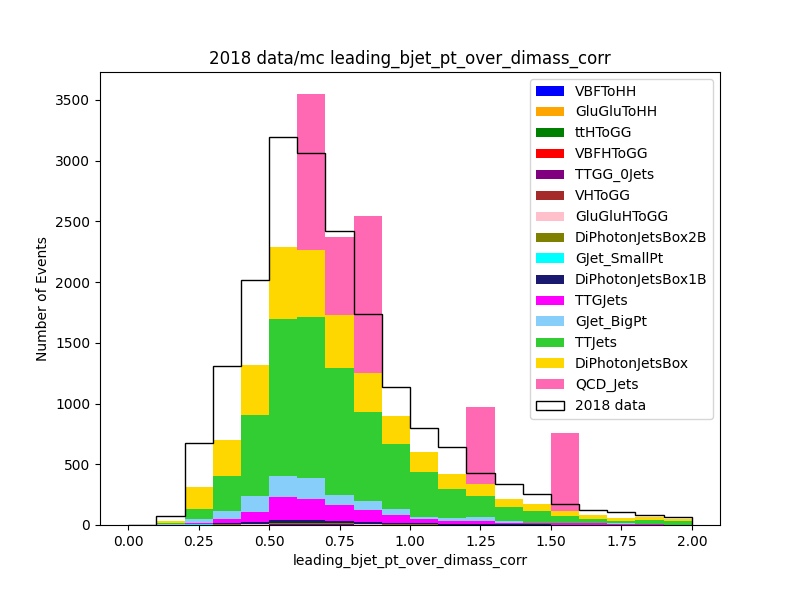 2018 data/mc leading_bjet_pt_over_dimass_corr
Number of Events
3500
3000
2500
2000
1500
1000
500
0
0.00 0.25 0.50 0.75 1.00 1.25 1.50 1.75 2.00
leading_bjet_pt_over_dimass_corr
VBFToHH
GluGluToHH
ttHToGG
VBFHToGG
TTGG_0Jets
VHToGG
GluGluHToGG
DiPhotonJetsBox2B
GJet_SmallPt
DiPhotonJetsBox1B
TTGJets
GJet_BigPt
TTJets
DiPhotonJetsBox
QCD_Jets
2018 data